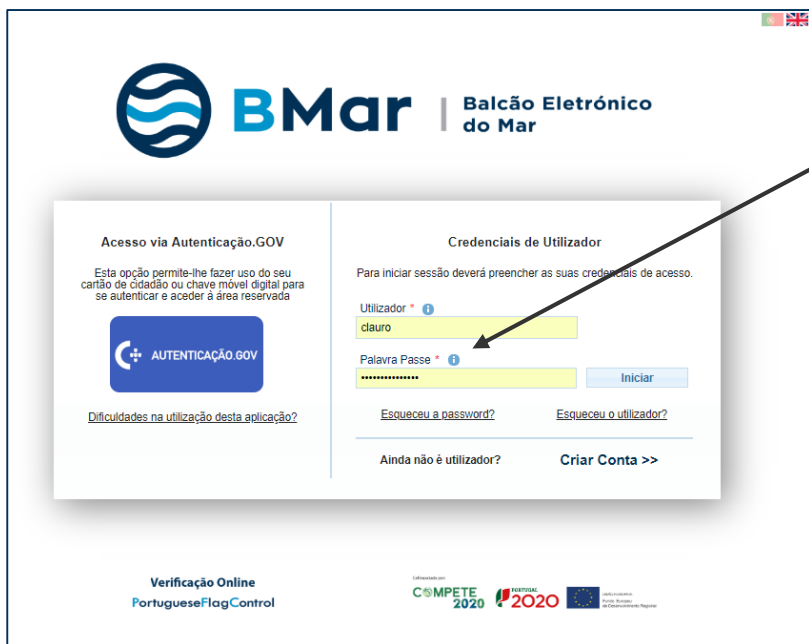 BMar | Balcão Eletrónico
do Mar
Acesso via Autenticação.GOV
Esta opção permite-lhe fazer uso do seu
cartão de cidadão ou chave móvel digital para
se autenticar e aceder à área reservada
AUTENTICAÇÃO.GOV
Dificuldades na utilização desta aplicação?
Credenciais de Utilizador
Para iniciar sessão deverá preencher as suas credenciais de acesso.
Utilizador *
clauro
Palavra Passe *
••••••••••••••
Iniciar
Esqueceu a password? Esqueceu o utilizador?
Ainda não é utilizador? Criar Conta >>
Verificação Online
PortugueseFlagControl
COMPETE
2020
PORTUGAL
2020